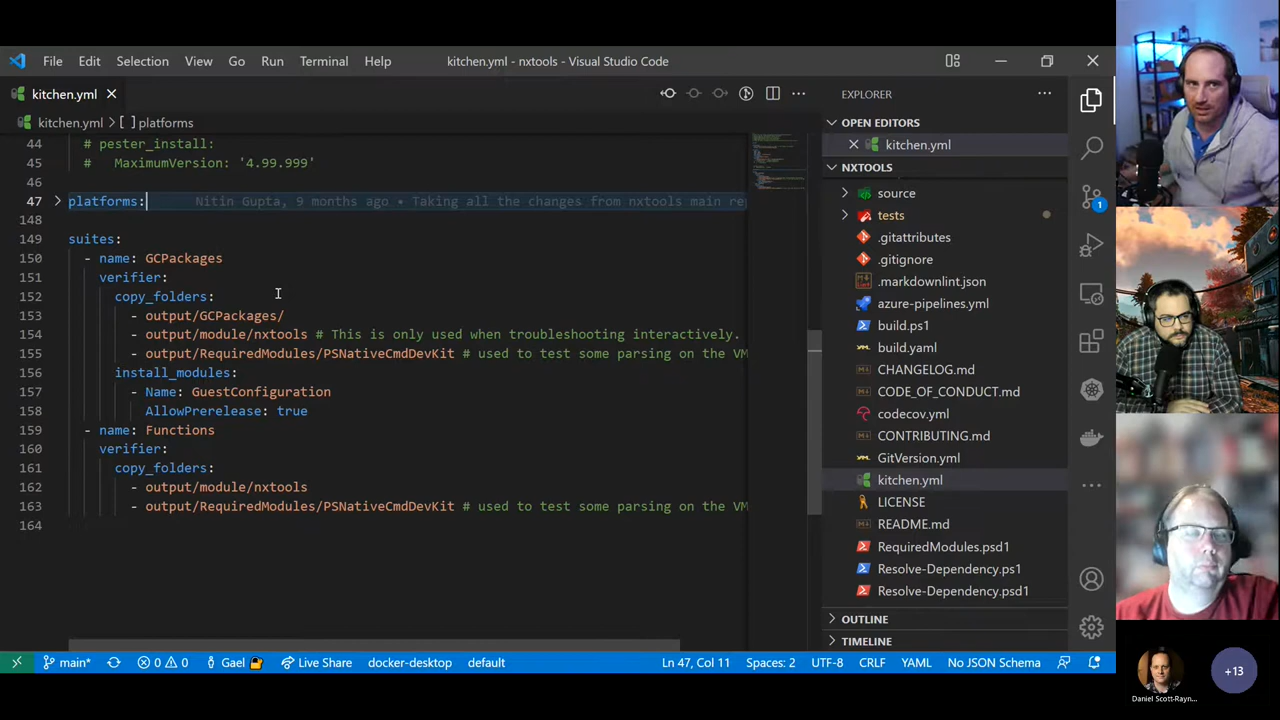 File Edit Selection View Go Run Terminal Help kitchen.yml - nxtools - Visual Studio Code
kitchen.yml
kitchen.yml > [ ] platforms
44 # pester_install:
45 # MaximumVersion: '4.99.999'
46
47 platforms: Nitin Gupta, 9 months ago • Taking all the changes from nxtools main re
148
149 suites:
150 - name: GCPackages
151 verifier:
152 copy_folders:
153 - output/GCPackages/
154 - output/module/nxtools # This is only used when troubleshooting interactively.
155 - output/RequiredModules/PSNativeCmdDevKit # used to test some parsing on the VM
156 install_modules:
157 - Name: GuestConfiguration
158 AllowPrerelease: true
159 - name: Functions
160 verifier:
161 copy_folders:
162 - output/module/nxtools
163 - output/RequiredModules/PSNativeCmdDevKit # used to test some parsing on the VM
164
EXPLORER
OPEN EDITORS
kitchen.yml
NXTOOLS
source
tests
.gitattributes
.gitignore
.markdownlint.json
azure-pipelines.yml
build.ps1
build.yaml
CHANGELOG.md
CODE_OF_CONDUCT.md
codecov.yml
CONTRIBUTING.md
GitVersion.yml
kitchen.yml
LICENSE
README.md
RequiredModules.psd1
Resolve-Dependency.ps1
Resolve-Dependency.psd1
OUTLINE
TIMELINE
1
main* 0 0 Gael Live Share docker-desktop default Ln 47, Col 11 Spaces: 2 UTF-8 CRLF YAML No JSON Schema
+13
Daniel Scott-Rayn...